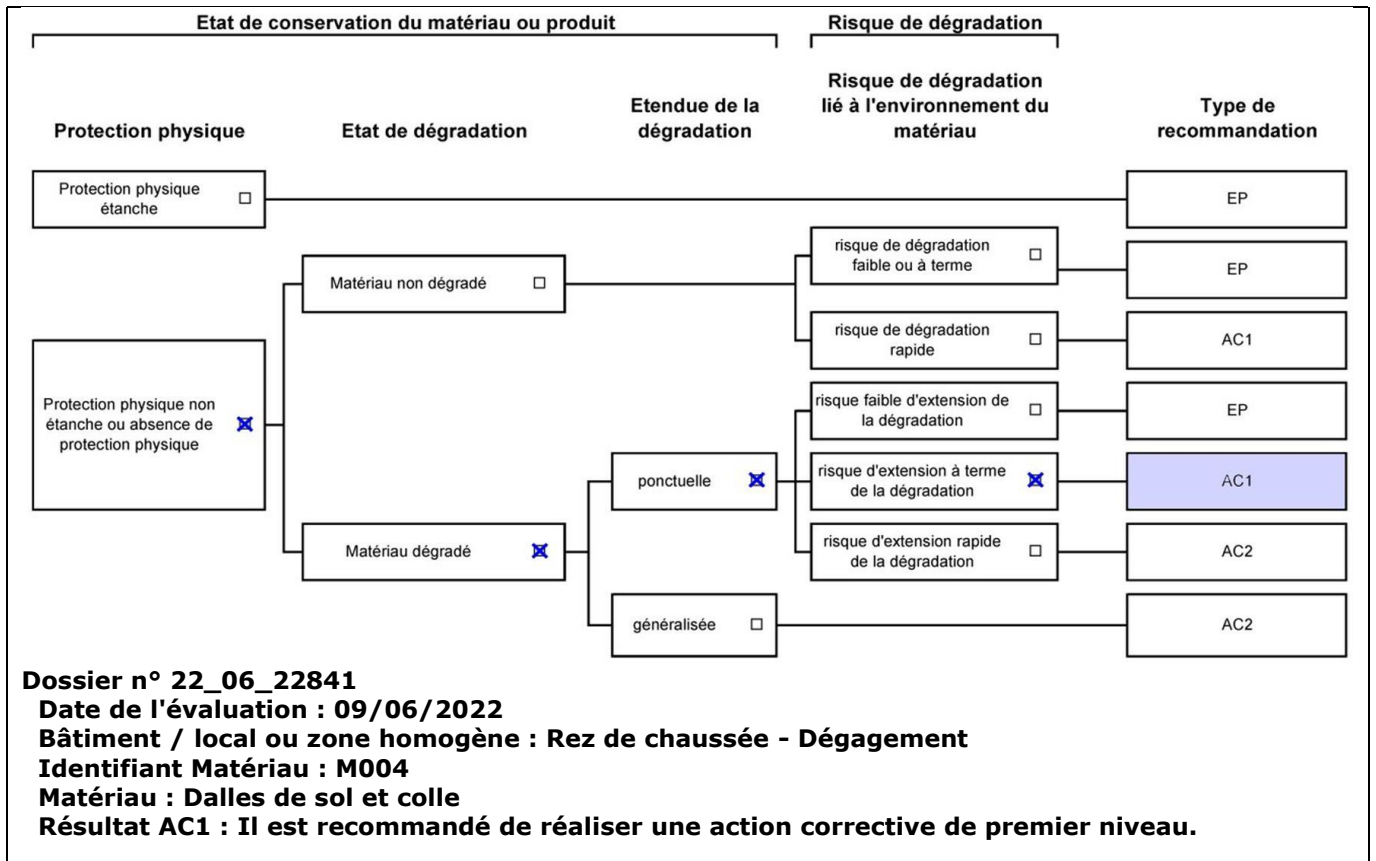 Etat de conservation du matériau ou produit
Risque de dégradation
Protection physique
Etat de dégradation
Etendue de la
dégradation
Risque de dégradation
lié à l'environnement du
matériau
Type de
recommandation
Protection physique
étanche
EP
risque de dégradation
faible ou à terme
EP
Matériau non dégradé
risque de dégradation
rapide
AC1
Protection physique non
étanche ou absence de
protection physique
risque faible d'extension de
la dégradation
EP
ponctuelle
risque d'extension à terme
de la dégradation
AC1
Matériau dégradé
risque d'extension rapide
de la dégradation
AC2
généralisée
AC2
Dossier n° 22_06_22841
Date de l'évaluation : 09/06/2022
Bâtiment / local ou zone homogène : Rez de chaussée - Dégagement
Identifiant Matériau : M004
Matériau : Dalles de sol et colle
Résultat AC1 : Il est recommandé de réaliser une action corrective de premier niveau.